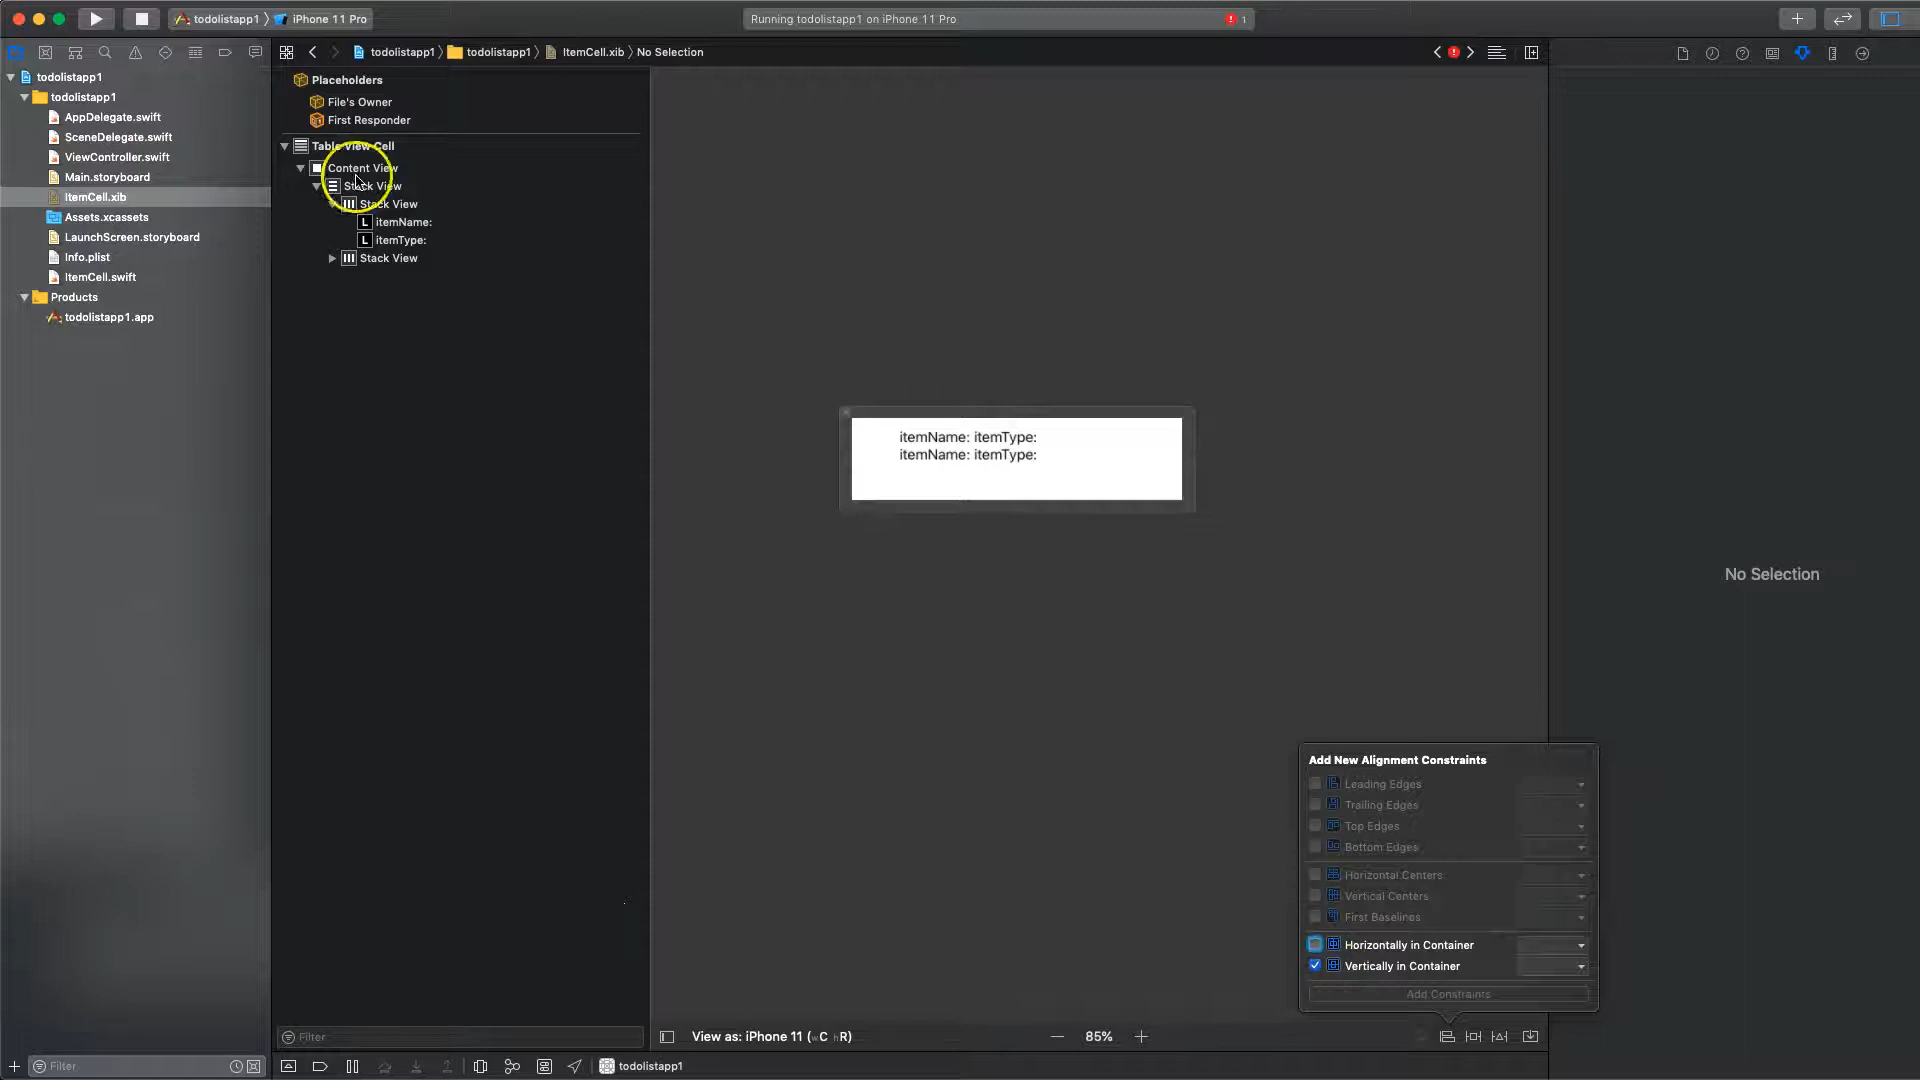 todolistapp1 〉 iPhone 11 Pro
Running todolistapp1 on iPhone 11 Pro
1
todolistapp1 〉 todolistapp1 〉 ItemCell.xib 〉 No Selection
todolistapp1
todolistapp1
AppDelegate.swift
SceneDelegate.swift
ViewController.swift
Main.storyboard
ItemCell.xib
Assets.xcassets
LaunchScreen.storyboard
Info.plist
ItemCell.swift
Products
todolistapp1.app
Placeholders
File's Owner
First Responder
Table View Cell
Content View
Stack View
Stack View
L itemName:
L itemType:
Stack View
itemName: itemType:
itemName: itemType:
No Selection
Add New Alignment Constraints
Leading Edges
Trailing Edges
Top Edges
Bottom Edges
Horizontal Centers
Vertical Centers
First Baselines
Horizontally in Container
Vertically in Container
Add Constraints
Filter
View as: iPhone 11 (wC hR)
85%
Filter
todolistapp1